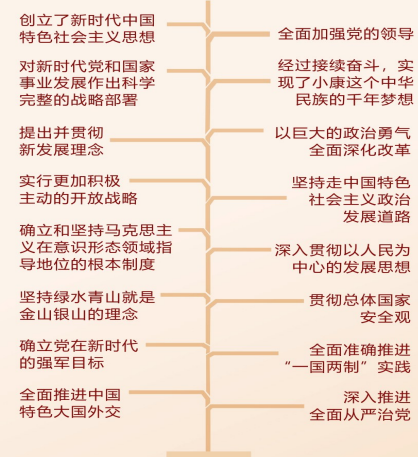 创立了新时代中国
特色社会主义思想
全面加强党的领导
对新时代党和国家
事业发展作出科学
完整的战略部署
经过接续奋斗，实
现了小康这个中华
民族的千年梦想
提出并贯彻
新发展理念
以巨大的政治勇气
全面深化改革
实行更加积极
主动的开放战略
坚持走中国特色
社会主义政治
发展道路
确立和坚持马克思主
义在意识形态领域指
导地位的根本制度
深入贯彻以人民为
中心的发展思想
坚持绿水青山就是
金山银山的理念
贯彻总体国家
安全观
确立党在新时代
的强军目标
全面准确推进
“一国两制”实践
全面推进中国
特色大国外交
深入推进
全面从严治党